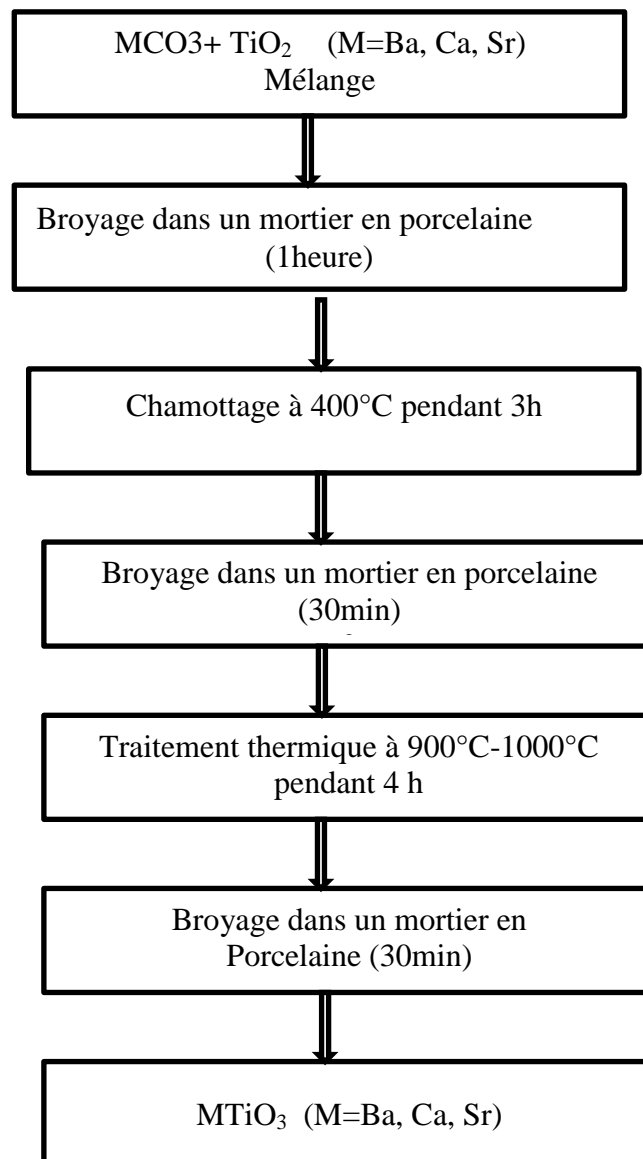 MCO3+ TiO₂ (M=Ba, Ca, Sr)
Mélange
Broyage dans un mortier en porcelaine
(1heure)
Chamottage à 400°C pendant 3h
Broyage dans un mortier en porcelaine
(30min)
Traitement thermique à 900°C-1000°C
pendant 4 h
Broyage dans un mortier en
Porcelaine (30min)
MTiO₃ (M=Ba, Ca, Sr)